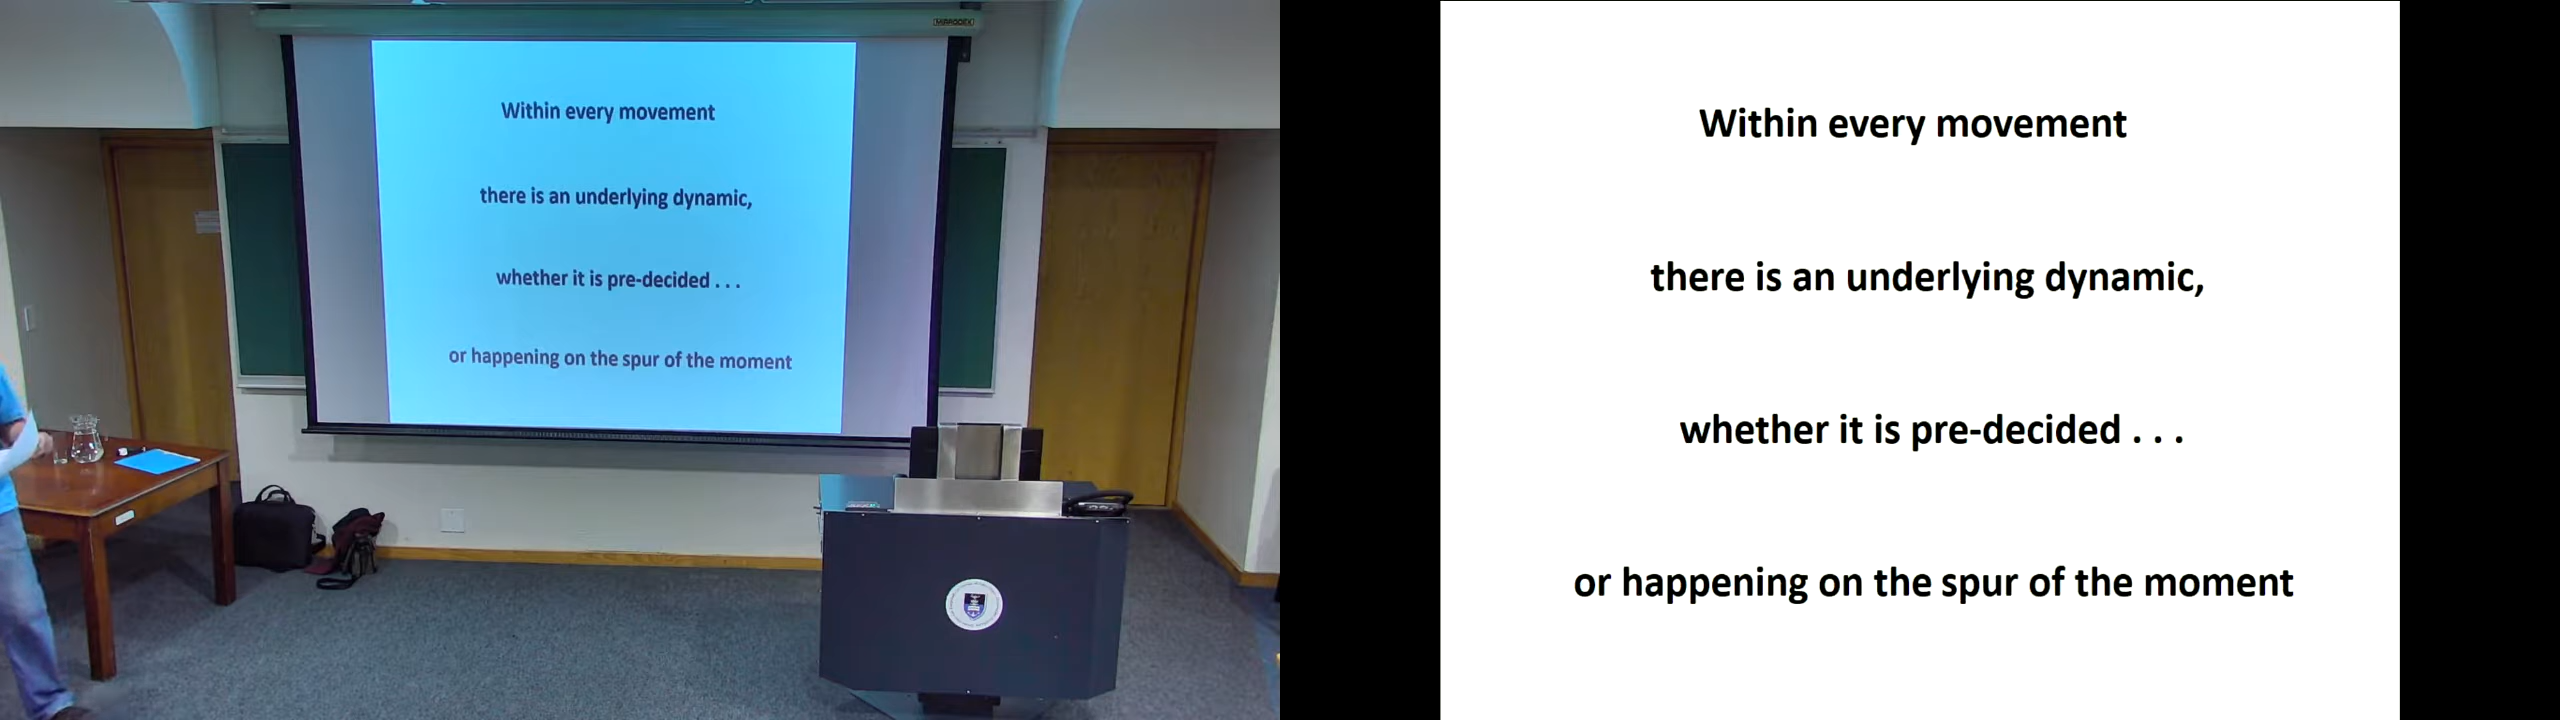 MARODEK
Within every movement
there is an underlying dynamic,
whether it is pre-decided . . .
or happening on the spur of the moment
Within every movement
there is an underlying dynamic,
whether it is pre-decided . . .
or happening on the spur of the moment